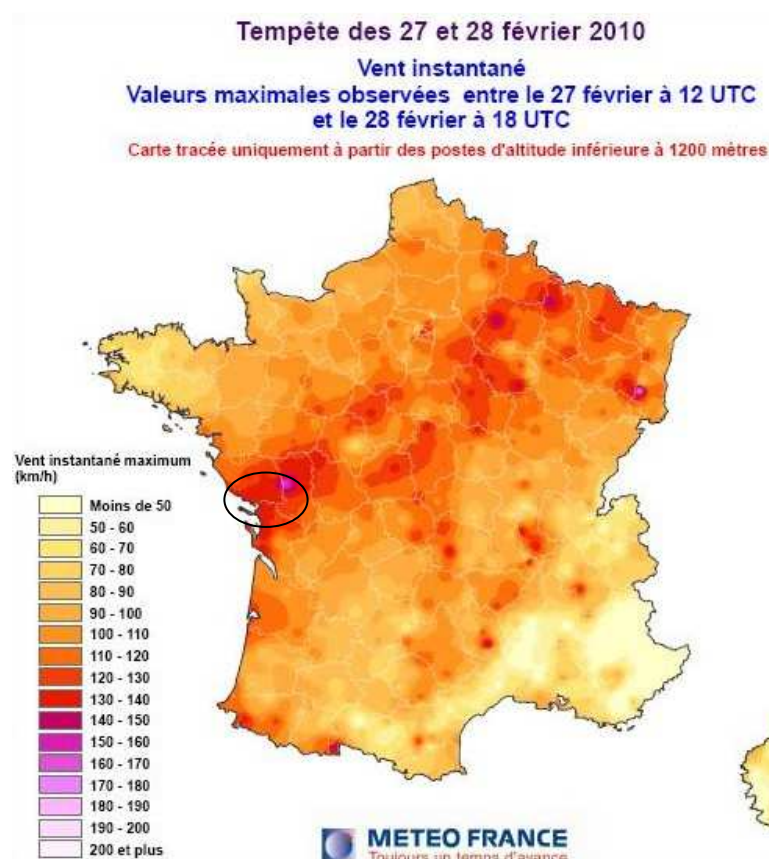 Tempête des 27 et 28 février 2010
Vent instantané
Valeurs maximales observées entre le 27 février à 12 UTC
et le 28 février à 18 UTC
Carte tracée uniquement à partir des postes d'altitude inférieure à 1200 mètres
Vent instantané maximum
(km/h)
Moins de 50
50 - 60
60 - 70
70 - 80
80 - 90
90 - 100
100 - 110
110 - 120
120 - 130
130 - 140
140 - 150
150 - 160
160 - 170
170 - 180
180 - 190
190 - 200
200 et plus
METEO FRANCE
Toujours un temps d'avance